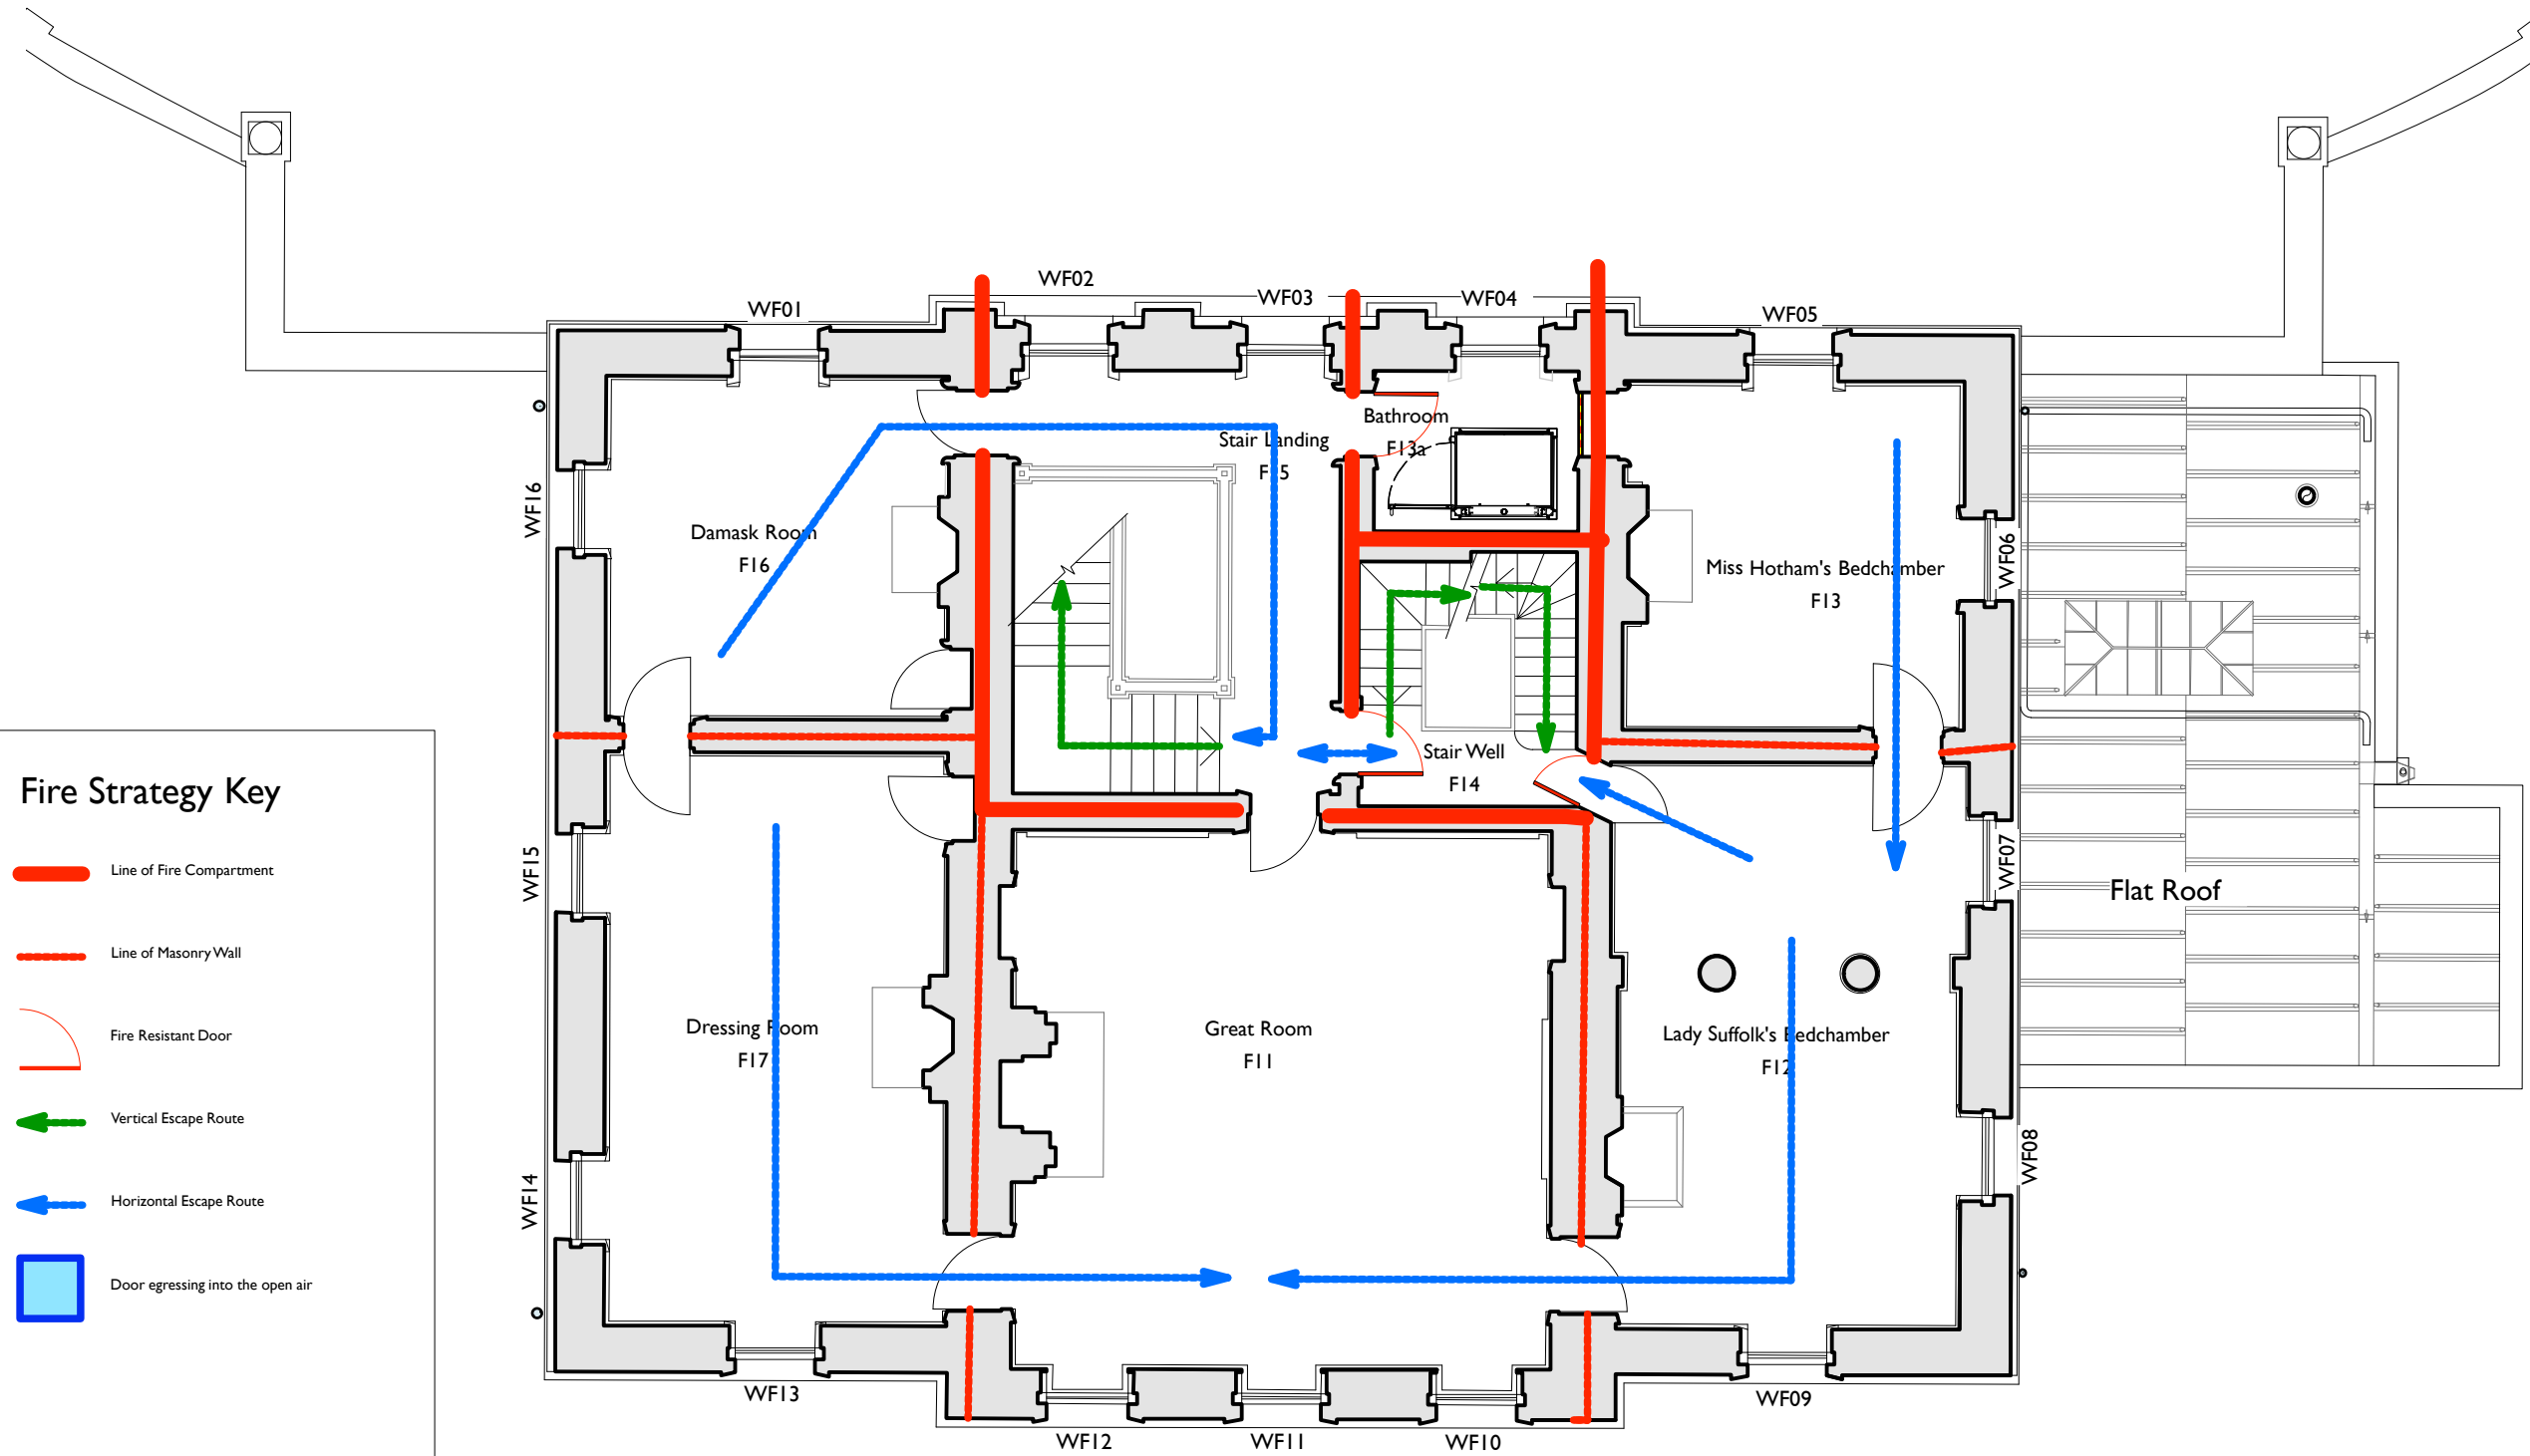 WF02
WF03
WF04
WF01
WF05
Bathroom
F13a
Stair Landing
F15
WF16
Damask Room
F16
WF06
Miss Hotham's Bedchamber
F13
Stair Well
F14
Fire Strategy Key
Line of Fire Compartment
Line of Masonry Wall
Fire Resistant Door
Vertical Escape Route
Horizontal Escape Route
Door egressing into the open air
WF15
WF07
Flat Roof
Dressing Room
F17
Great Room
F11
Lady Suffolk's Bedchamber
F12
WF14
WF08
WF13
WF09
WF12
WF11
WF10